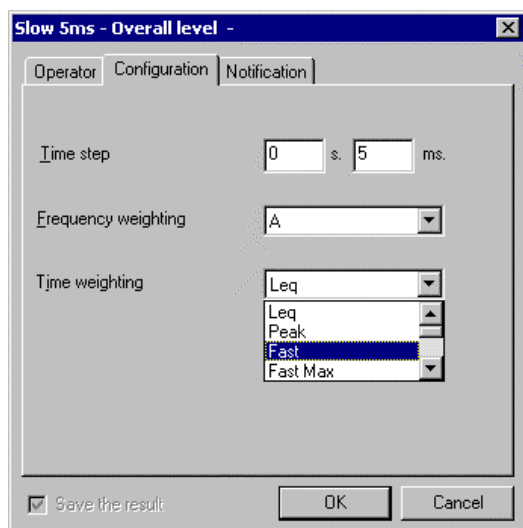 Slow 5ms - Overall level -
Operator Configuration Notification
Time step 0 s. 5 ms.
Frequency weighting A
Time weighting Leq
Leq
Peak
Fast
Fast Max
Save the result OK Cancel